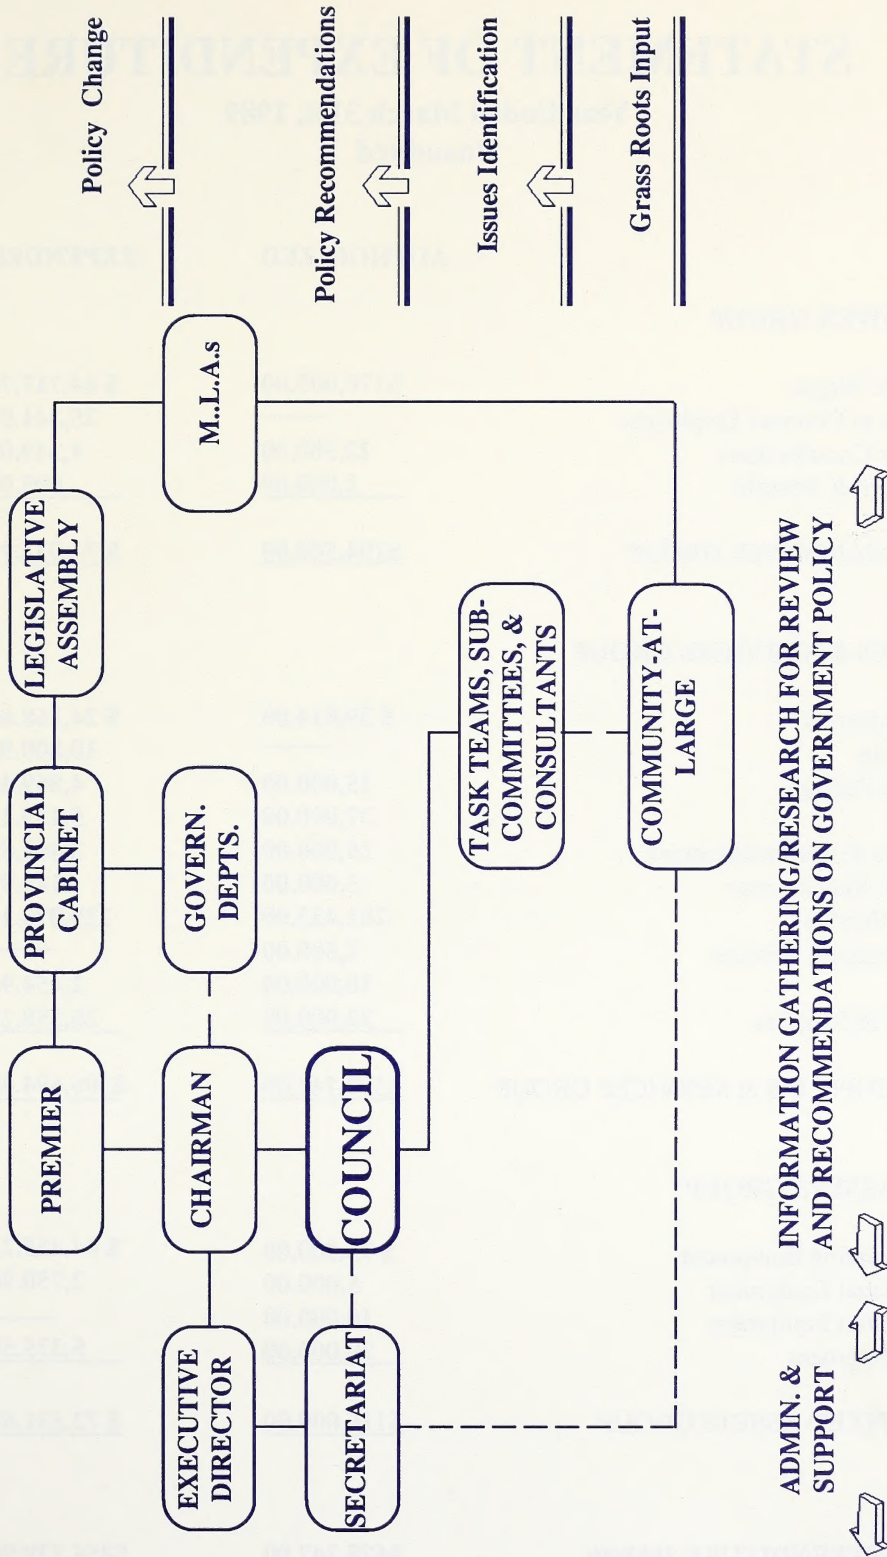 PREMIER
PROVINCIAL
CABINET
LEGISLATIVE
ASSEMBLY
Policy Change
EXECUTIVE
DIRECTOR
CHAIRMAN
GOVERN.
DEPTS.
M..L.A.s
SECRETARIAT
COUNCIL
Policy Recommendations
TASK TEAMS, SUB-
COMMITTEES, &
CONSULTANTS
Issues Identification
COMMUNITY-AT-
LARGE
Grass Roots Input
ADMIN. &
SUPPORT
INFORMATION GATHERING/RESEARCH FOR REVIEW
AND RECOMMENDATIONS ON GOVERNMENT POLICY